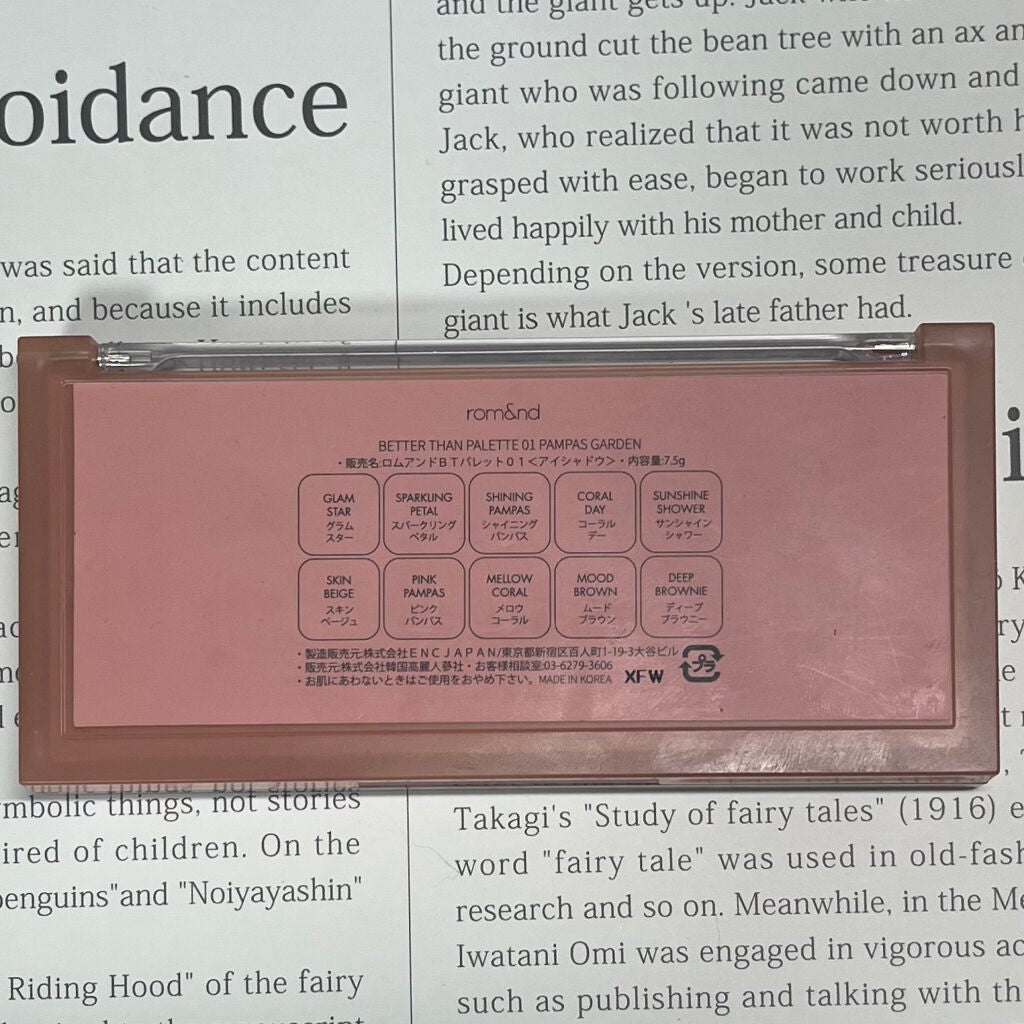 oidance
was said that the content
n, and because it includes
and the giant gets up.
the ground cut the bean tree with an ax an
giant who was following came down and
Jack, who realized that it was not worth h
grasped with ease, began to work seriousl
lived happily with his mother and child.
Depending on the version, some treasure
giant is what Jack 's late father had.
rom&nd
BETTER THAN PALETTE 01 PAMPAS GARDEN
・販売名:ロムアンドBTパレット01<アイシャドウ>・内容量:7.5g
GLAM
STAR
グラム
スター
SPARKLING
PETAL
スパークリング
ペタル
SHINING
PAMPAS
シャイニング
パンパス
CORAL
DAY
コーラル
デー
SUNSHINE
SHOWER
サンシャイン
シャワー
SKIN
BEIGE
スキン
ベージュ
PINK
PAMPAS
ピンク
パンパス
MELLOW
CORAL
メロウ
コーラル
MOOD
BROWN
ムード
ブラウン
DEEP
BROWNIE
ディープ
ブラウニー
・製造販売元:株式会社ENCJAPAN/東京都新宿区百人町1-19-3大谷ビル
・販売元:株式会社韓国高麗人蔘社・お客様相談室:03-6279-3606
・お肌にあわないときはご使用をおやめ下さい。MADE IN KOREA XFW
プラ
ymbolic things, not stories
ired of children. On the
penguins"and "Noiyayashin"
Riding Hood" of the fairy
Takagi's "Study of fairy tales" (1916) e
word "fairy tale" was used in old-fash
research and so on. Meanwhile, in the Me
Iwatani Omi was engaged in vigorous ac
such as publishing and talking with th